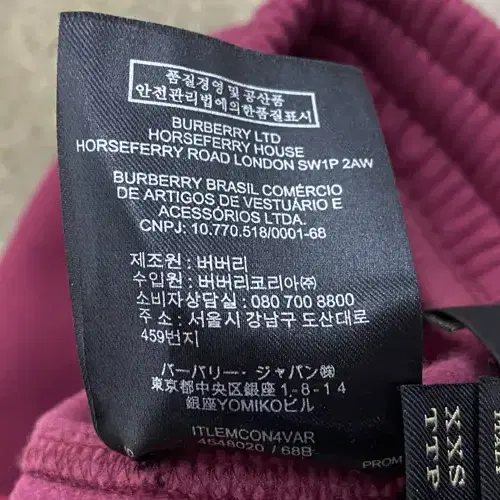 품질경영및공산품
안전관리법에의한품질표시
BURBERRY LTD
HORSEFERRY HOUSE
HORSEFERRY ROAD LONDON SW1P 2AW
BURBERRY BRASIL COMÉRCIO
DE ARTIGOS DE VESTUÁRIO E
ACESSÓRIOS LTDA.
CNPJ: 10.770.518/0001-68
제조원 : 버버리
수입원 : 버버리코리아㈜
소비자상담실 : 080 700 8800
주 소 : 서울시 강남구 도산대로
459번지
バーバリー・ジャパン㈱
東京都中央区銀座1-8-14
銀座YOMIKOビル
ITLEMCON4VAR
4548020 / 68B
PROM
XXS
TTP